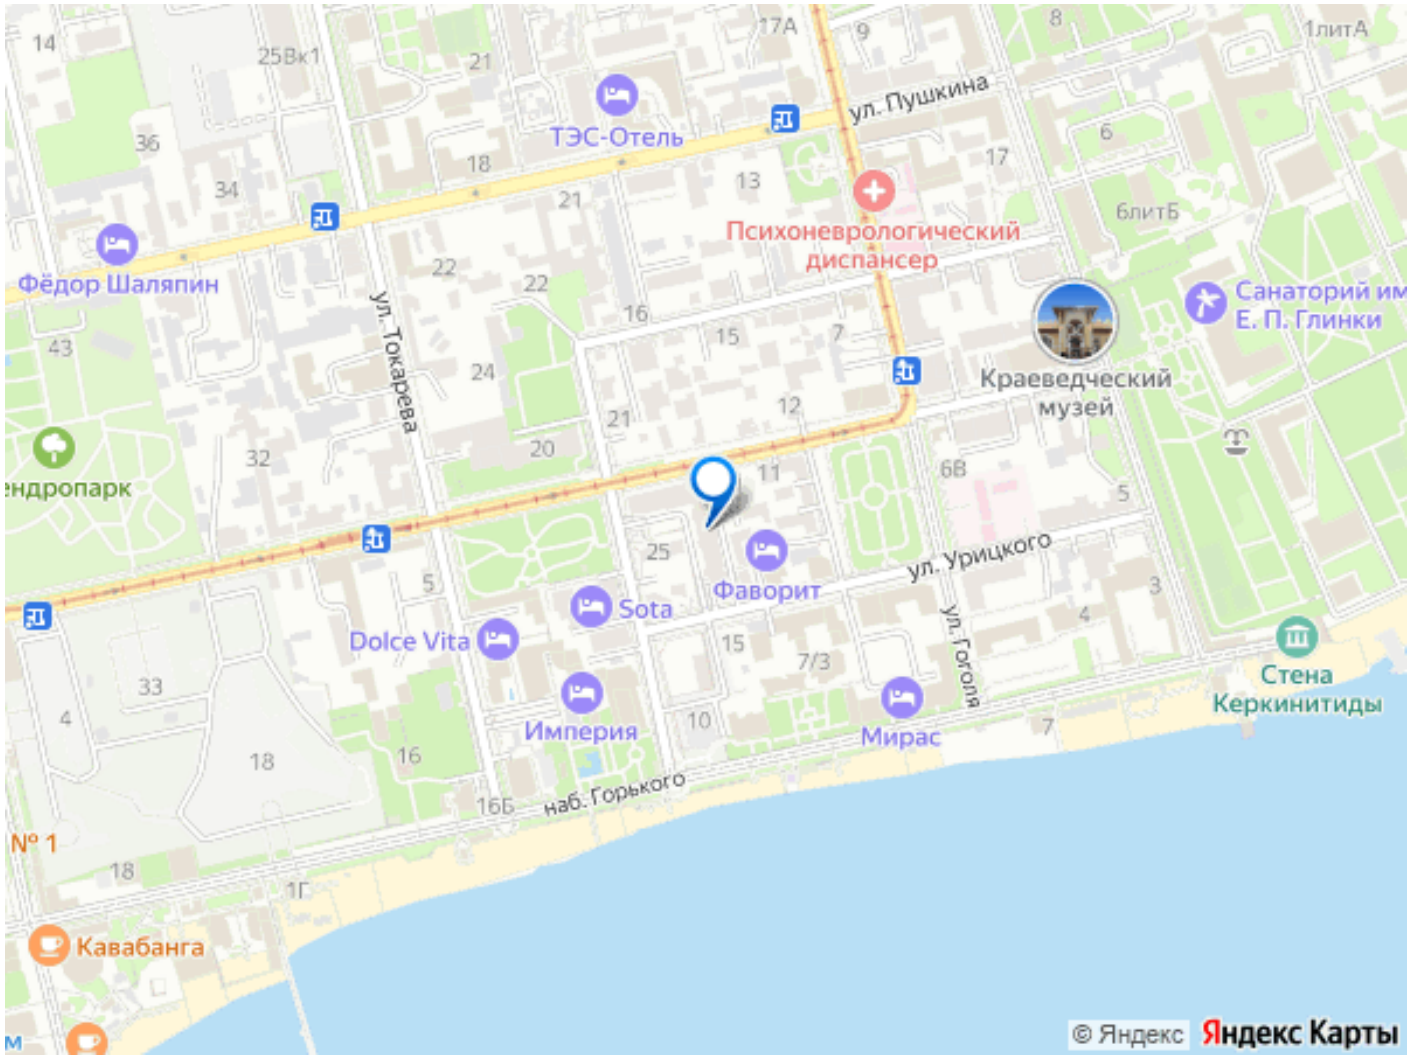 14
25Вк1
21
17А
9
8
1литА
ул. Пушкина
ТЭС-Отель
36
18
6
34
21
13
17
6литБ
Психоневрологический
диспансер
Фёдор Шаляпин
22
22
Санаторий им
Е. П. Глинки
ул. Токарева
16
15
7
43
24
Краеведческий
музей
21
12
32
20
11
6В
ендропарк
5
25
ул. Урицкого
Фаворит
5
3
Sota
4
Dolce Vita
15
7/3
ул. Гоголя
Стена
Керкинитиды
33
4
Империя
10
Мирас
7
16
18
16Б
наб. Горького
№ 1
18
1Г
Кавабанга
м
© Яндекс
Яндекс Карты